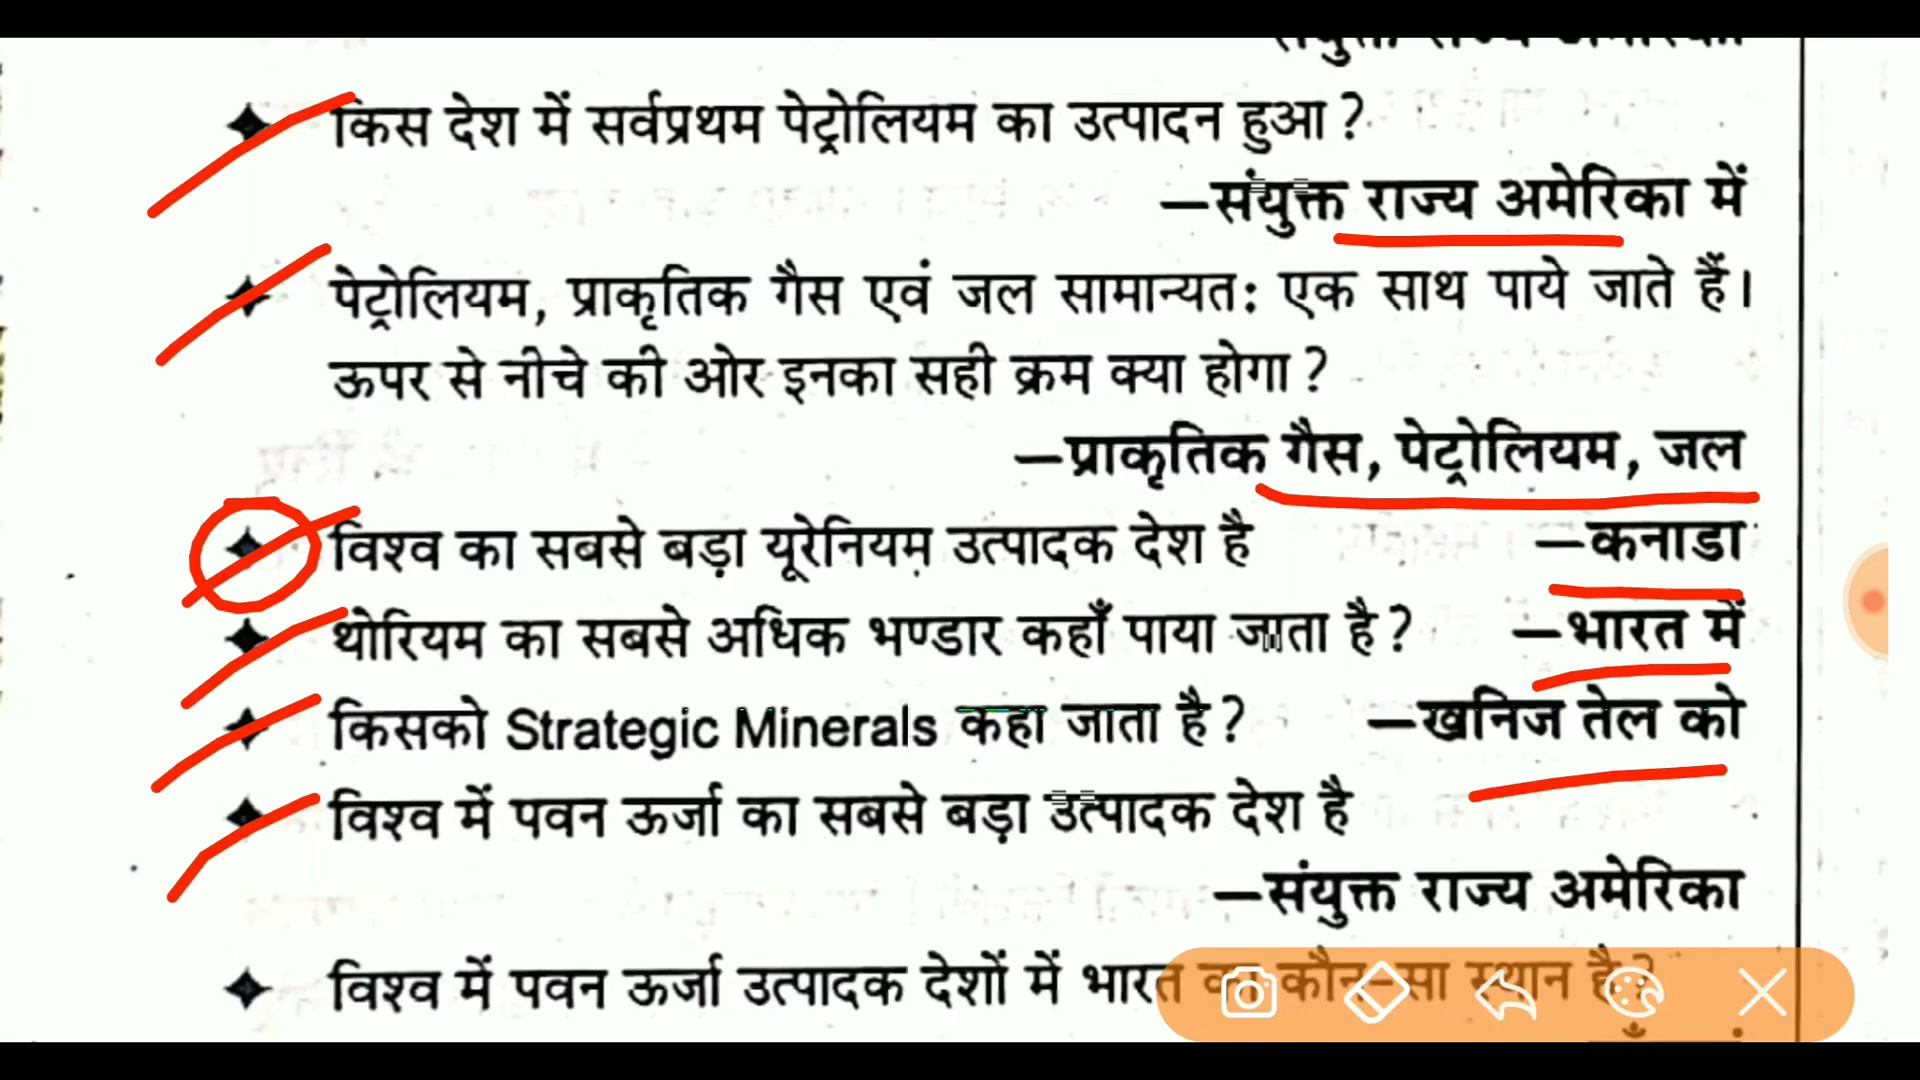 किस देश में सर्वप्रथम पेट्रोलियम का उत्पादन हुआ ?
—संयुक्त राज्य अमेरिका में
पेट्रोलियम, प्राकृतिक गैस एवं जल सामान्यतः एक साथ पाये जाते हैं।
ऊपर से नीचे की ओर इनका सही क्रम क्या होगा ?
—प्राकृतिक गैस, पेट्रोलियम, जल
विश्व का सबसे बड़ा यूरेनियम उत्पादक देश है —कनाडा
थोरियम का सबसे अधिक भण्डार कहाँ पाया जाता है ? —भारत में
किसको Strategic Minerals कहा जाता है ? —खनिज तेल को
विश्व में पवन ऊर्जा का सबसे बड़ा उत्पादक देश है
—संयुक्त राज्य अमेरिका
विश्व में पवन ऊर्जा उत्पादक देशों में भारत का कौन-सा स्थान है ?